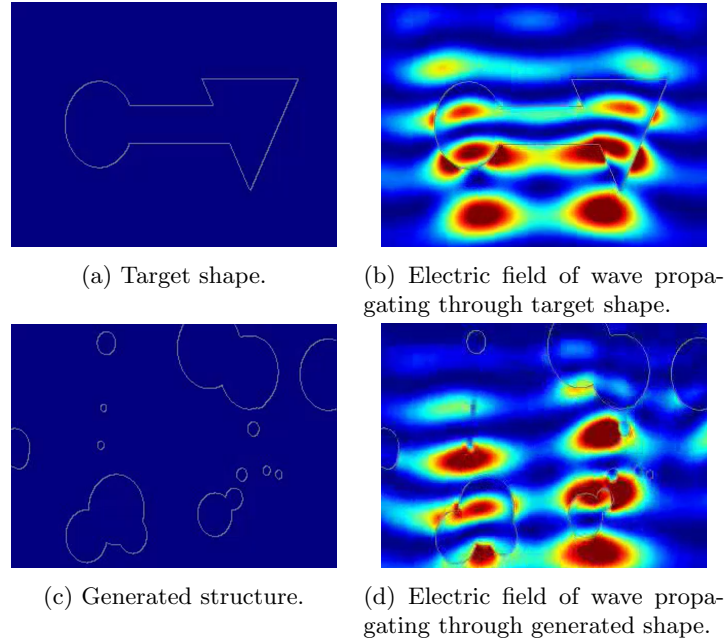 (a) Target shape.
(b) Electric field of wave propa-
gating through target shape.
(c) Generated structure.
(d) Electric field of wave propa-
gating through generated shape.